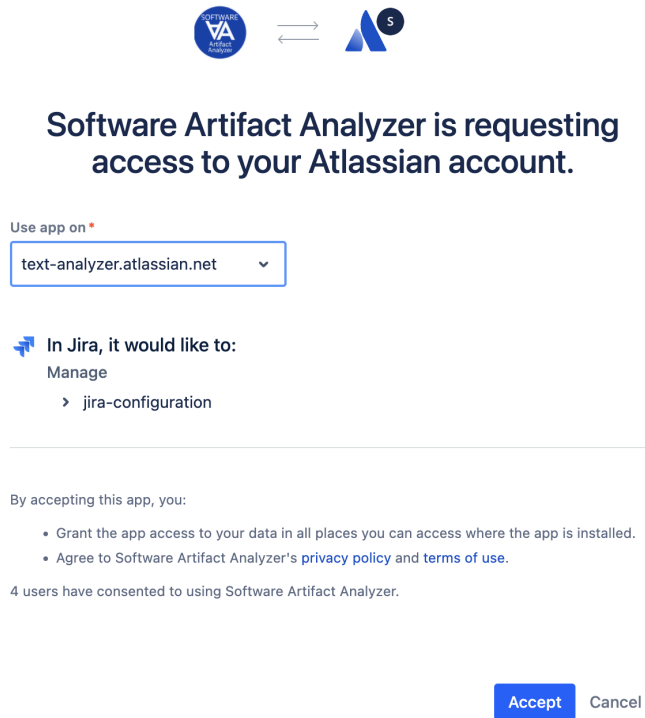 SOFTWARE
VA
Artifact
Analyzer
S
Software Artifact Analyzer is requesting
access to your Atlassian account.
Use app on *
text-analyzer.atlassian.net
In Jira, it would like to:
Manage
jira-configuration
By accepting this app, you:
• Grant the app access to your data in all places you can access where the app is installed.
• Agree to Software Artifact Analyzer's privacy policy and terms of use.
4 users have consented to using Software Artifact Analyzer.
Accept Cancel